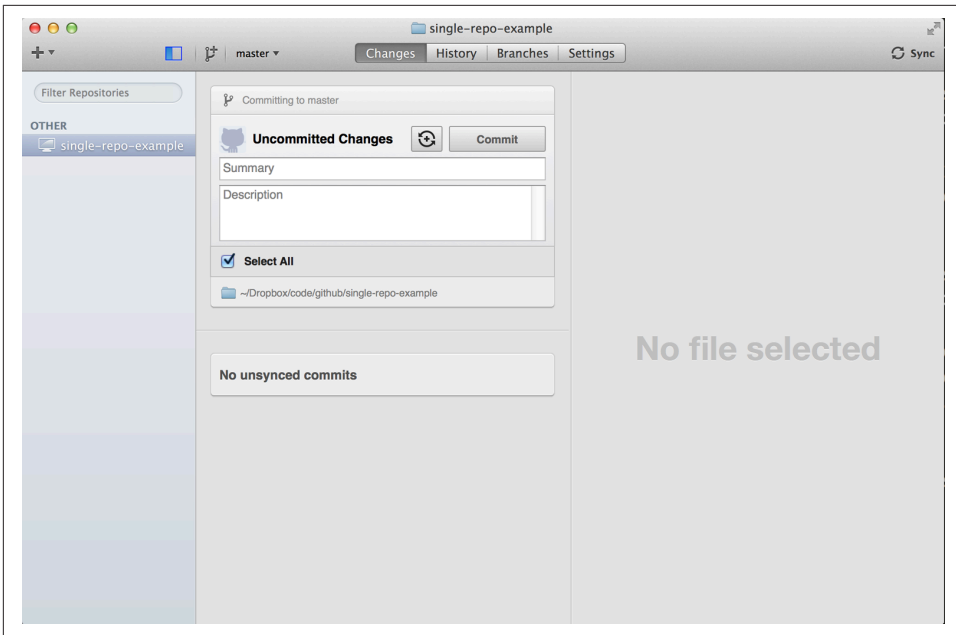 single-repo-example
master
Changes
History
Branches
Settings
Sync
Filter Repositories
OTHER
single-repo-example
Committing to master
Uncommitted Changes
Commit
Summary
Description
Select All
~/Dropbox/code/github/single-repo-example
No unsynced commits
No file selected